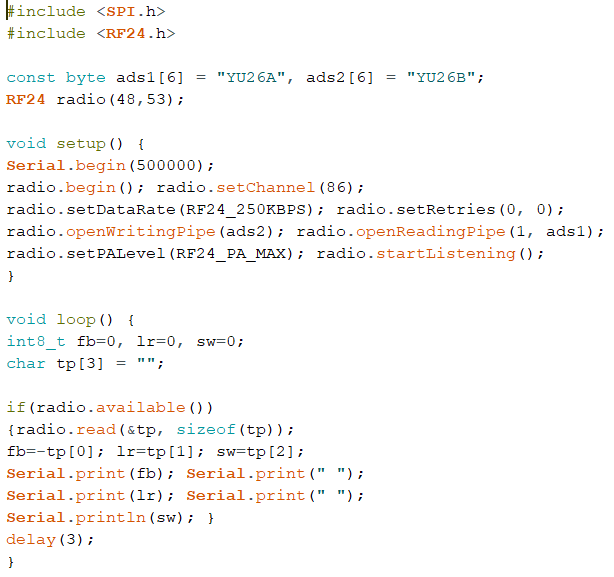 #include <SPI.h>
#include <RF24.h>
const byte ads1[6] = "YU26A", ads2[6] = "YU26B";
RF24 radio(48,53);
void setup() {
Serial.begin(500000);
radio.begin(); radio.setChannel(86);
radio.setDataRate(RF24_250KBPS); radio.setRetries(0, 0);
radio.openWritingPipe(ads2); radio.openReadingPipe(1, ads1);
radio.setPALevel(RF24_PA_MAX); radio.startListening();
}
void loop() {
int8_t fb=0, lr=0, sw=0;
char tp[3] = "";
if(radio.available())
{radio.read(&tp, sizeof(tp));
fb=-tp[0]; lr=tp[1]; sw=tp[2];
Serial.print(fb); Serial.print(" ");
Serial.print(lr); Serial.print(" ");
Serial.println(sw); }
delay(3);
}